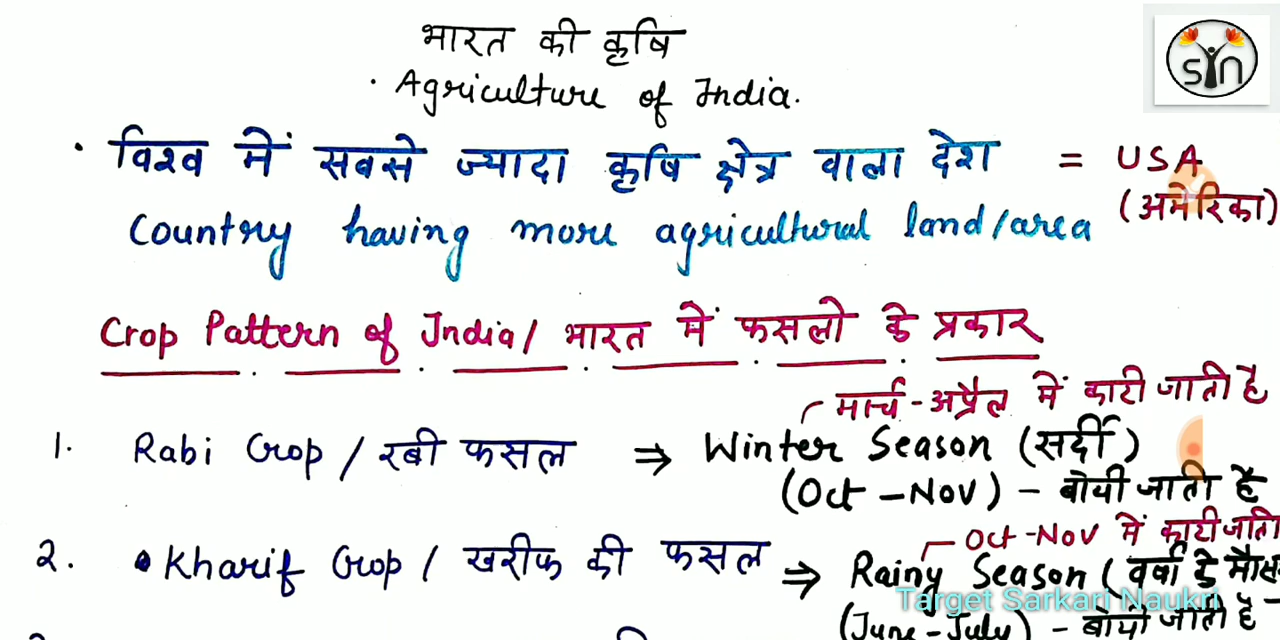 भारत की कृषि
SYN
. Agriculture of India.
. विश्व में सबसे ज्यादा कृषि क्षेत्र वाला देश = USA
(अमेरिका)
Country having more agricultural land/area
Crop Pattern of India/ भारत में फसलो के प्रकार
मार्च-अप्रैल में काटी जाती है
1. Rabi Crop / रबी फसल ⇒ Winter Season (सर्दी)
(Oct-Nov) - बोयी जाती है
Oct-Nov में काटी जाति
2. Kharif Crop / खरीफ की फसल ⇒ Rainy Season (वर्षा के
Target Sarkari Naukri
(June-July) - बोयी जाती है